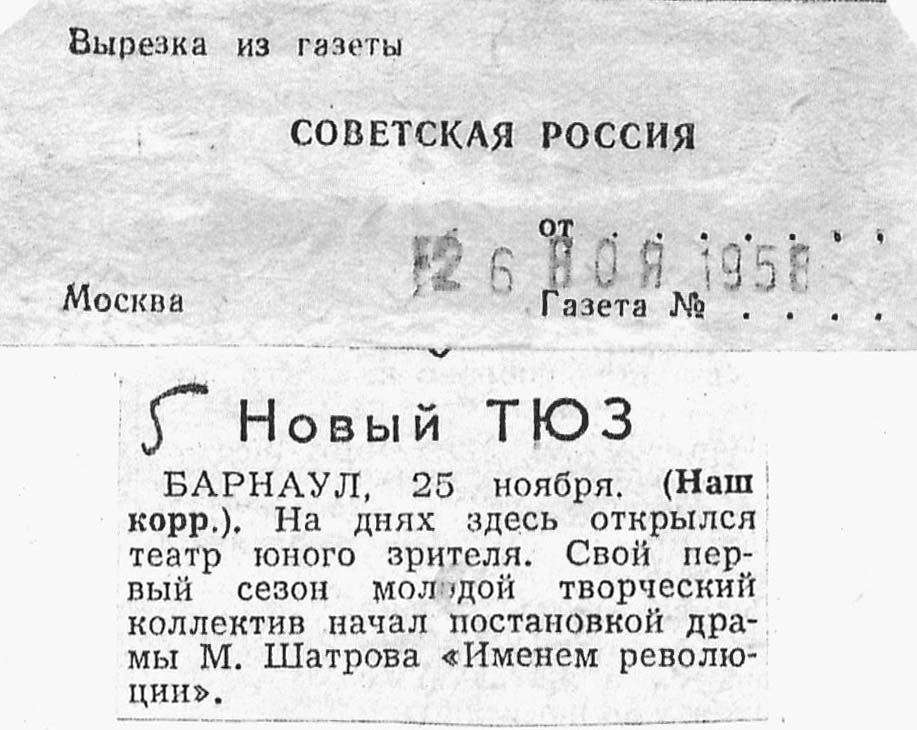 Вырезка из газеты
СОВЕТСКАЯ РОССИЯ
от . . . . . . .
26 НОЯ 1958
Москва
Газета № . . . .
5
Новый ТЮЗ
БАРНАУЛ, 25 ноября. (Наш
корр.). На днях здесь открылся
театр юного зрителя. Свой пер-
вый сезон молодой творческий
коллектив начал постановкой дра-
мы М. Шатрова «Именем револю-
ции».